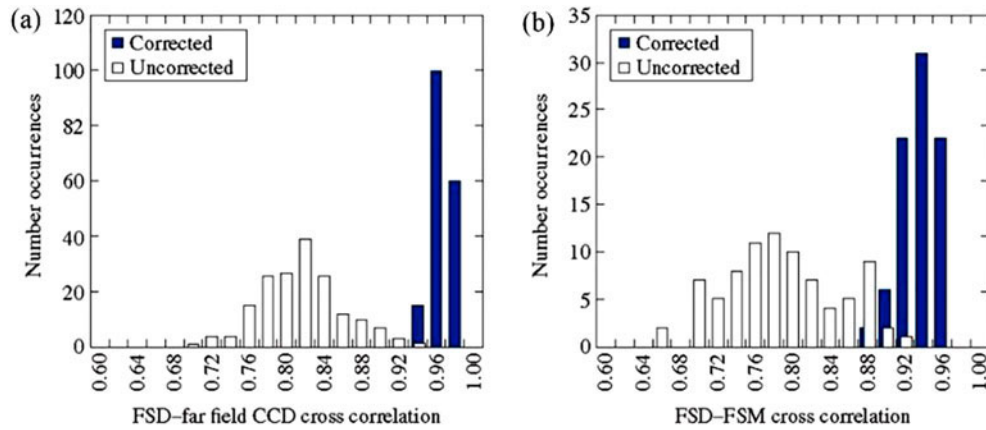 (a)
120
100
82
60
40
20
0
Number occurrences
Corrected
Uncorrected
0.60 0.64 0.68 0.72 0.76 0.80 0.84 0.88 0.92 0.96 1.00
FSD–far field CCD cross correlation
(b)
35
30
25
20
15
10
5
0
Number occurrences
Corrected
Uncorrected
0.60 0.64 0.68 0.72 0.76 0.80 0.84 0.88 0.92 0.96 1.00
FSD–FSM cross correlation